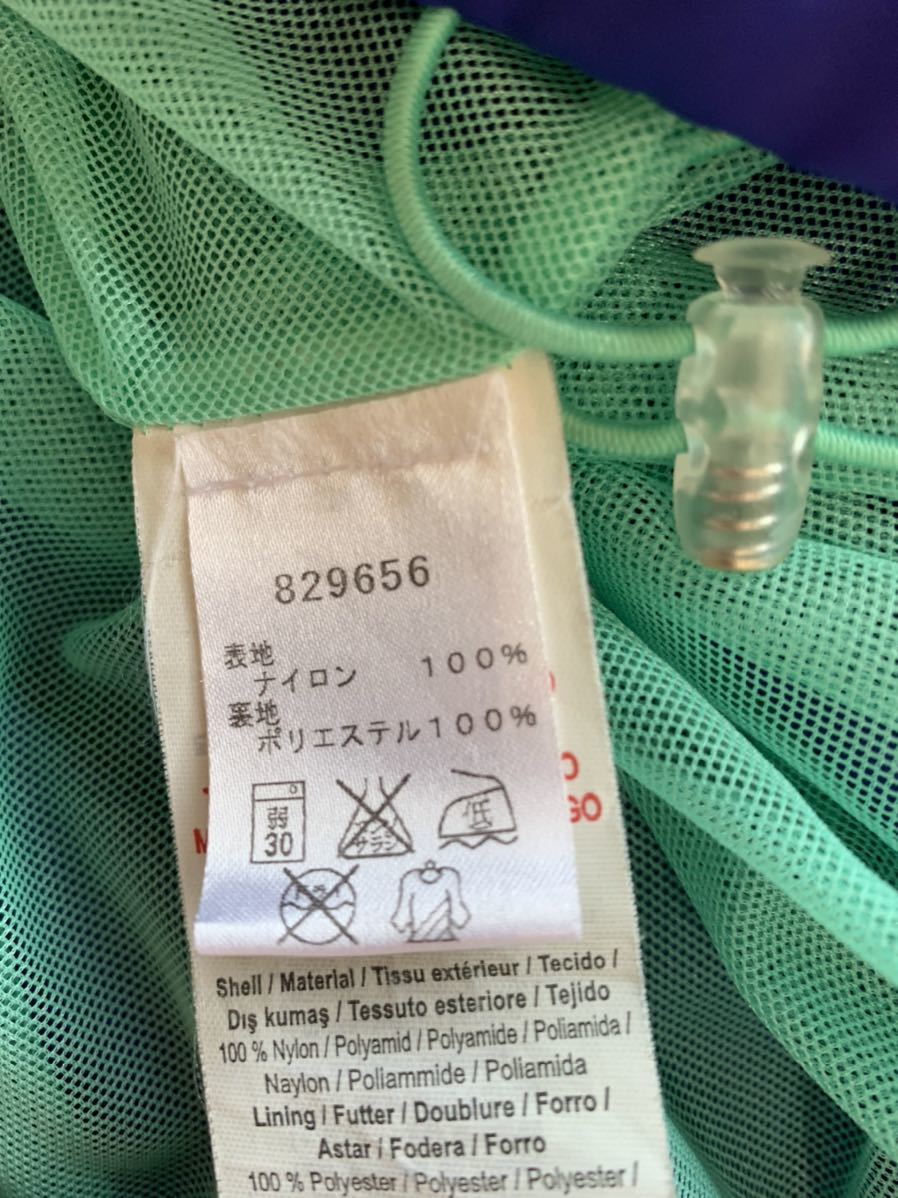 829656
表地
ナイロン 100%
裏地
ポリエステル100%
弱
30
低
Shell / Material / Tissu extérieur / Tecido /
Dış kumaş / Tessuto esteriore / Tejido
100 % Nylon / Polyamid / Polyamide / Poliamida /
Naylon / Poliammide / Poliamida
Lining / Futter / Doublure / Forro /
Astar / Fodera / Forro
100 % Polyester / Polyester / Polyester /